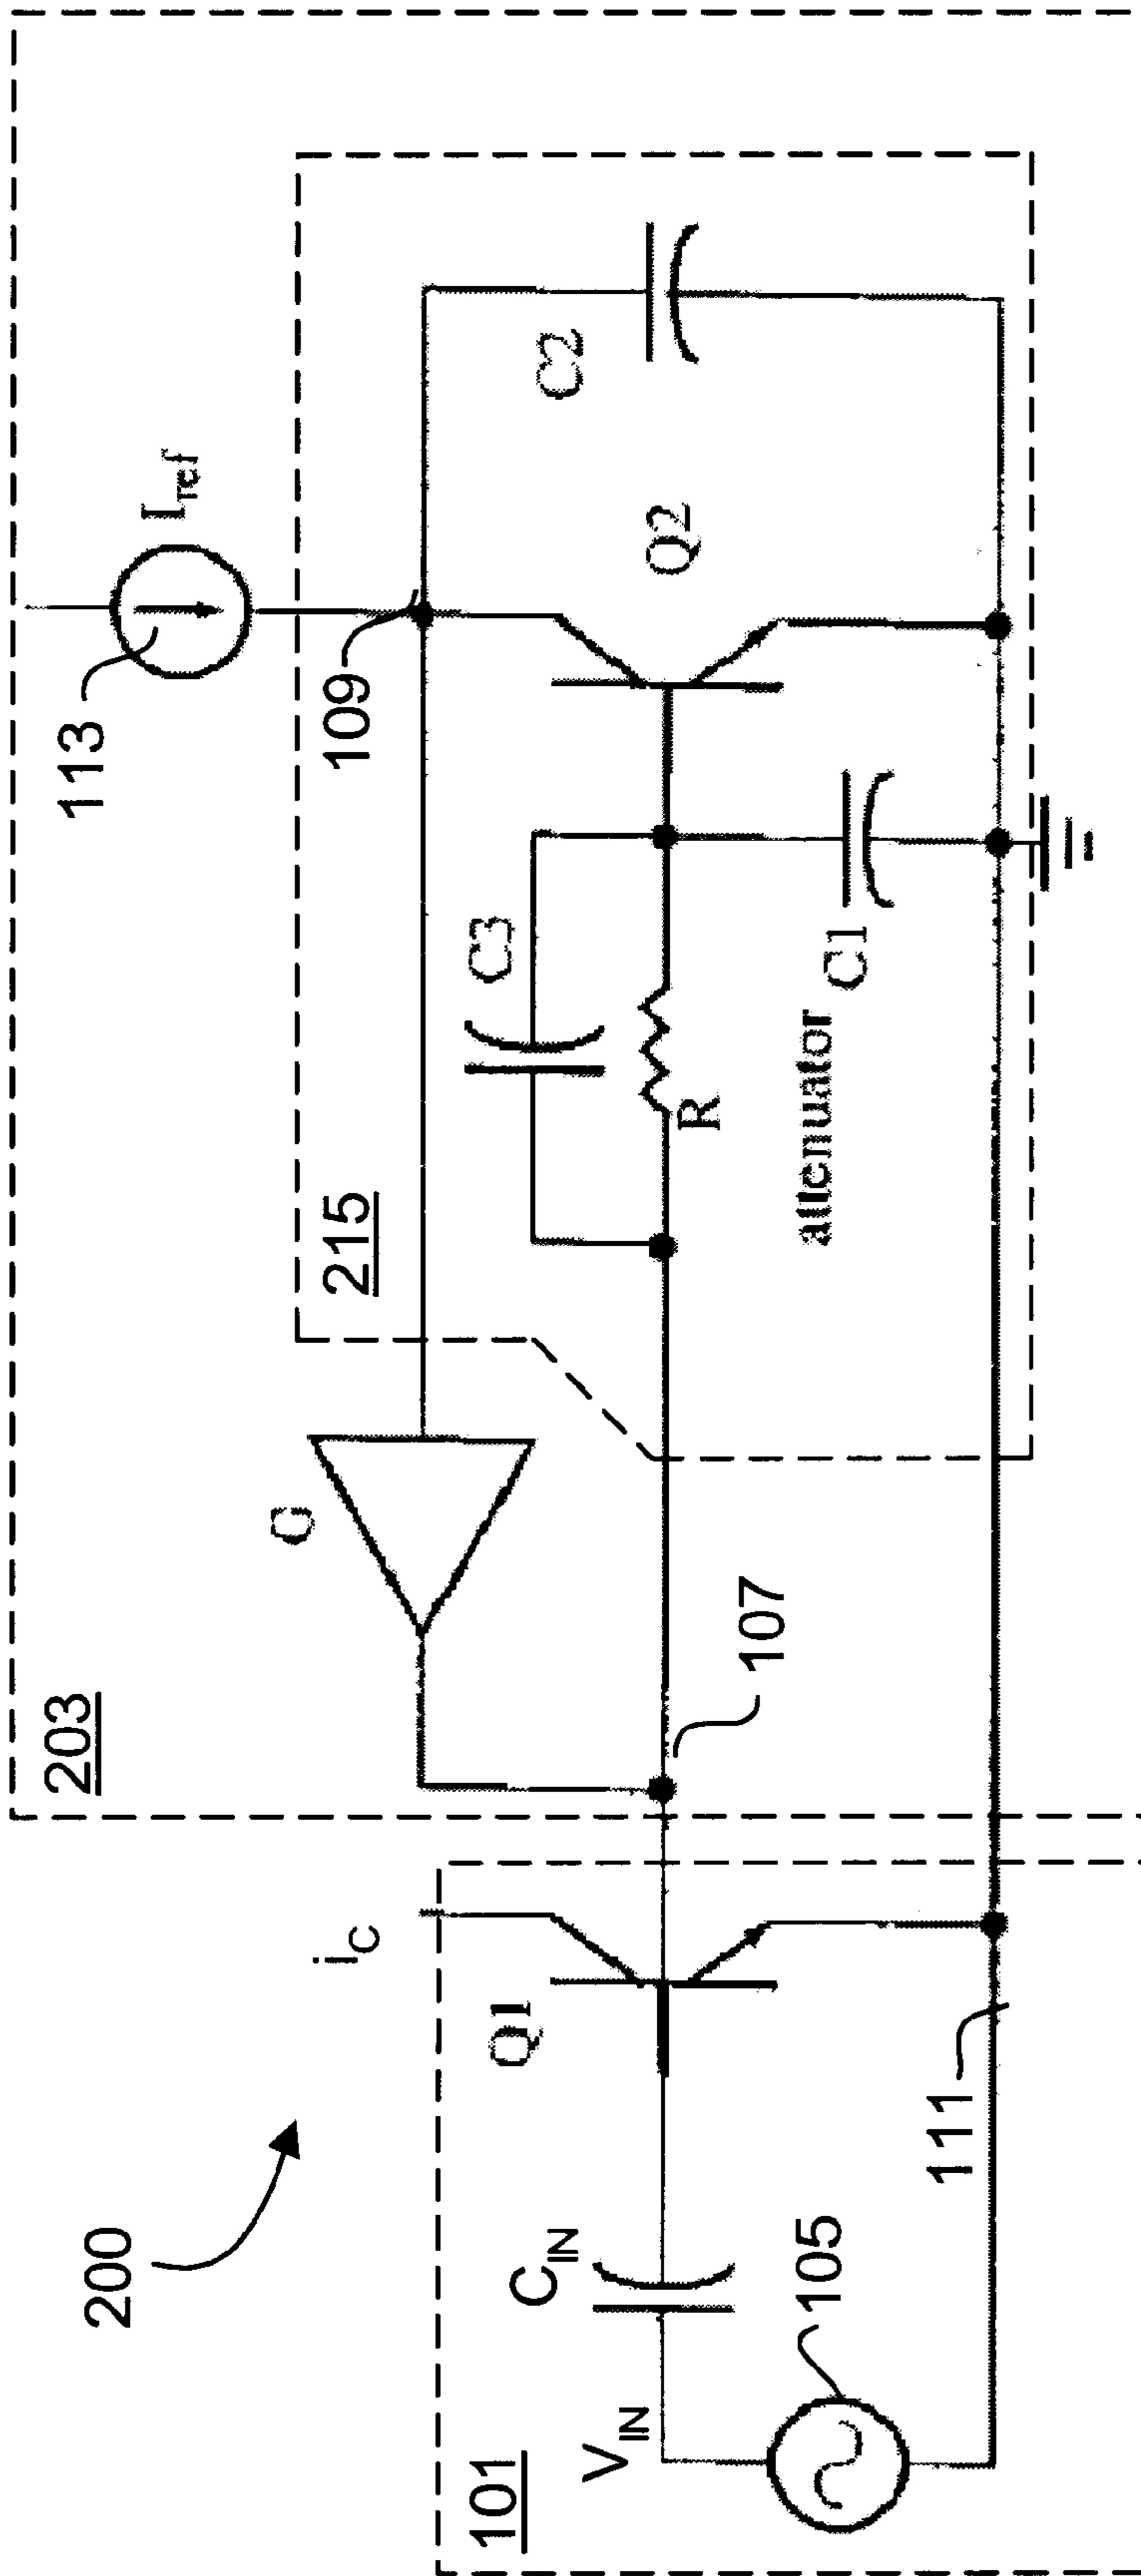 200
203
113
I_ref
109
215
G
C3
C2
Q2
R
attenuator
C1
107
i_C
Q1
C_IN
V_IN
105
101
111